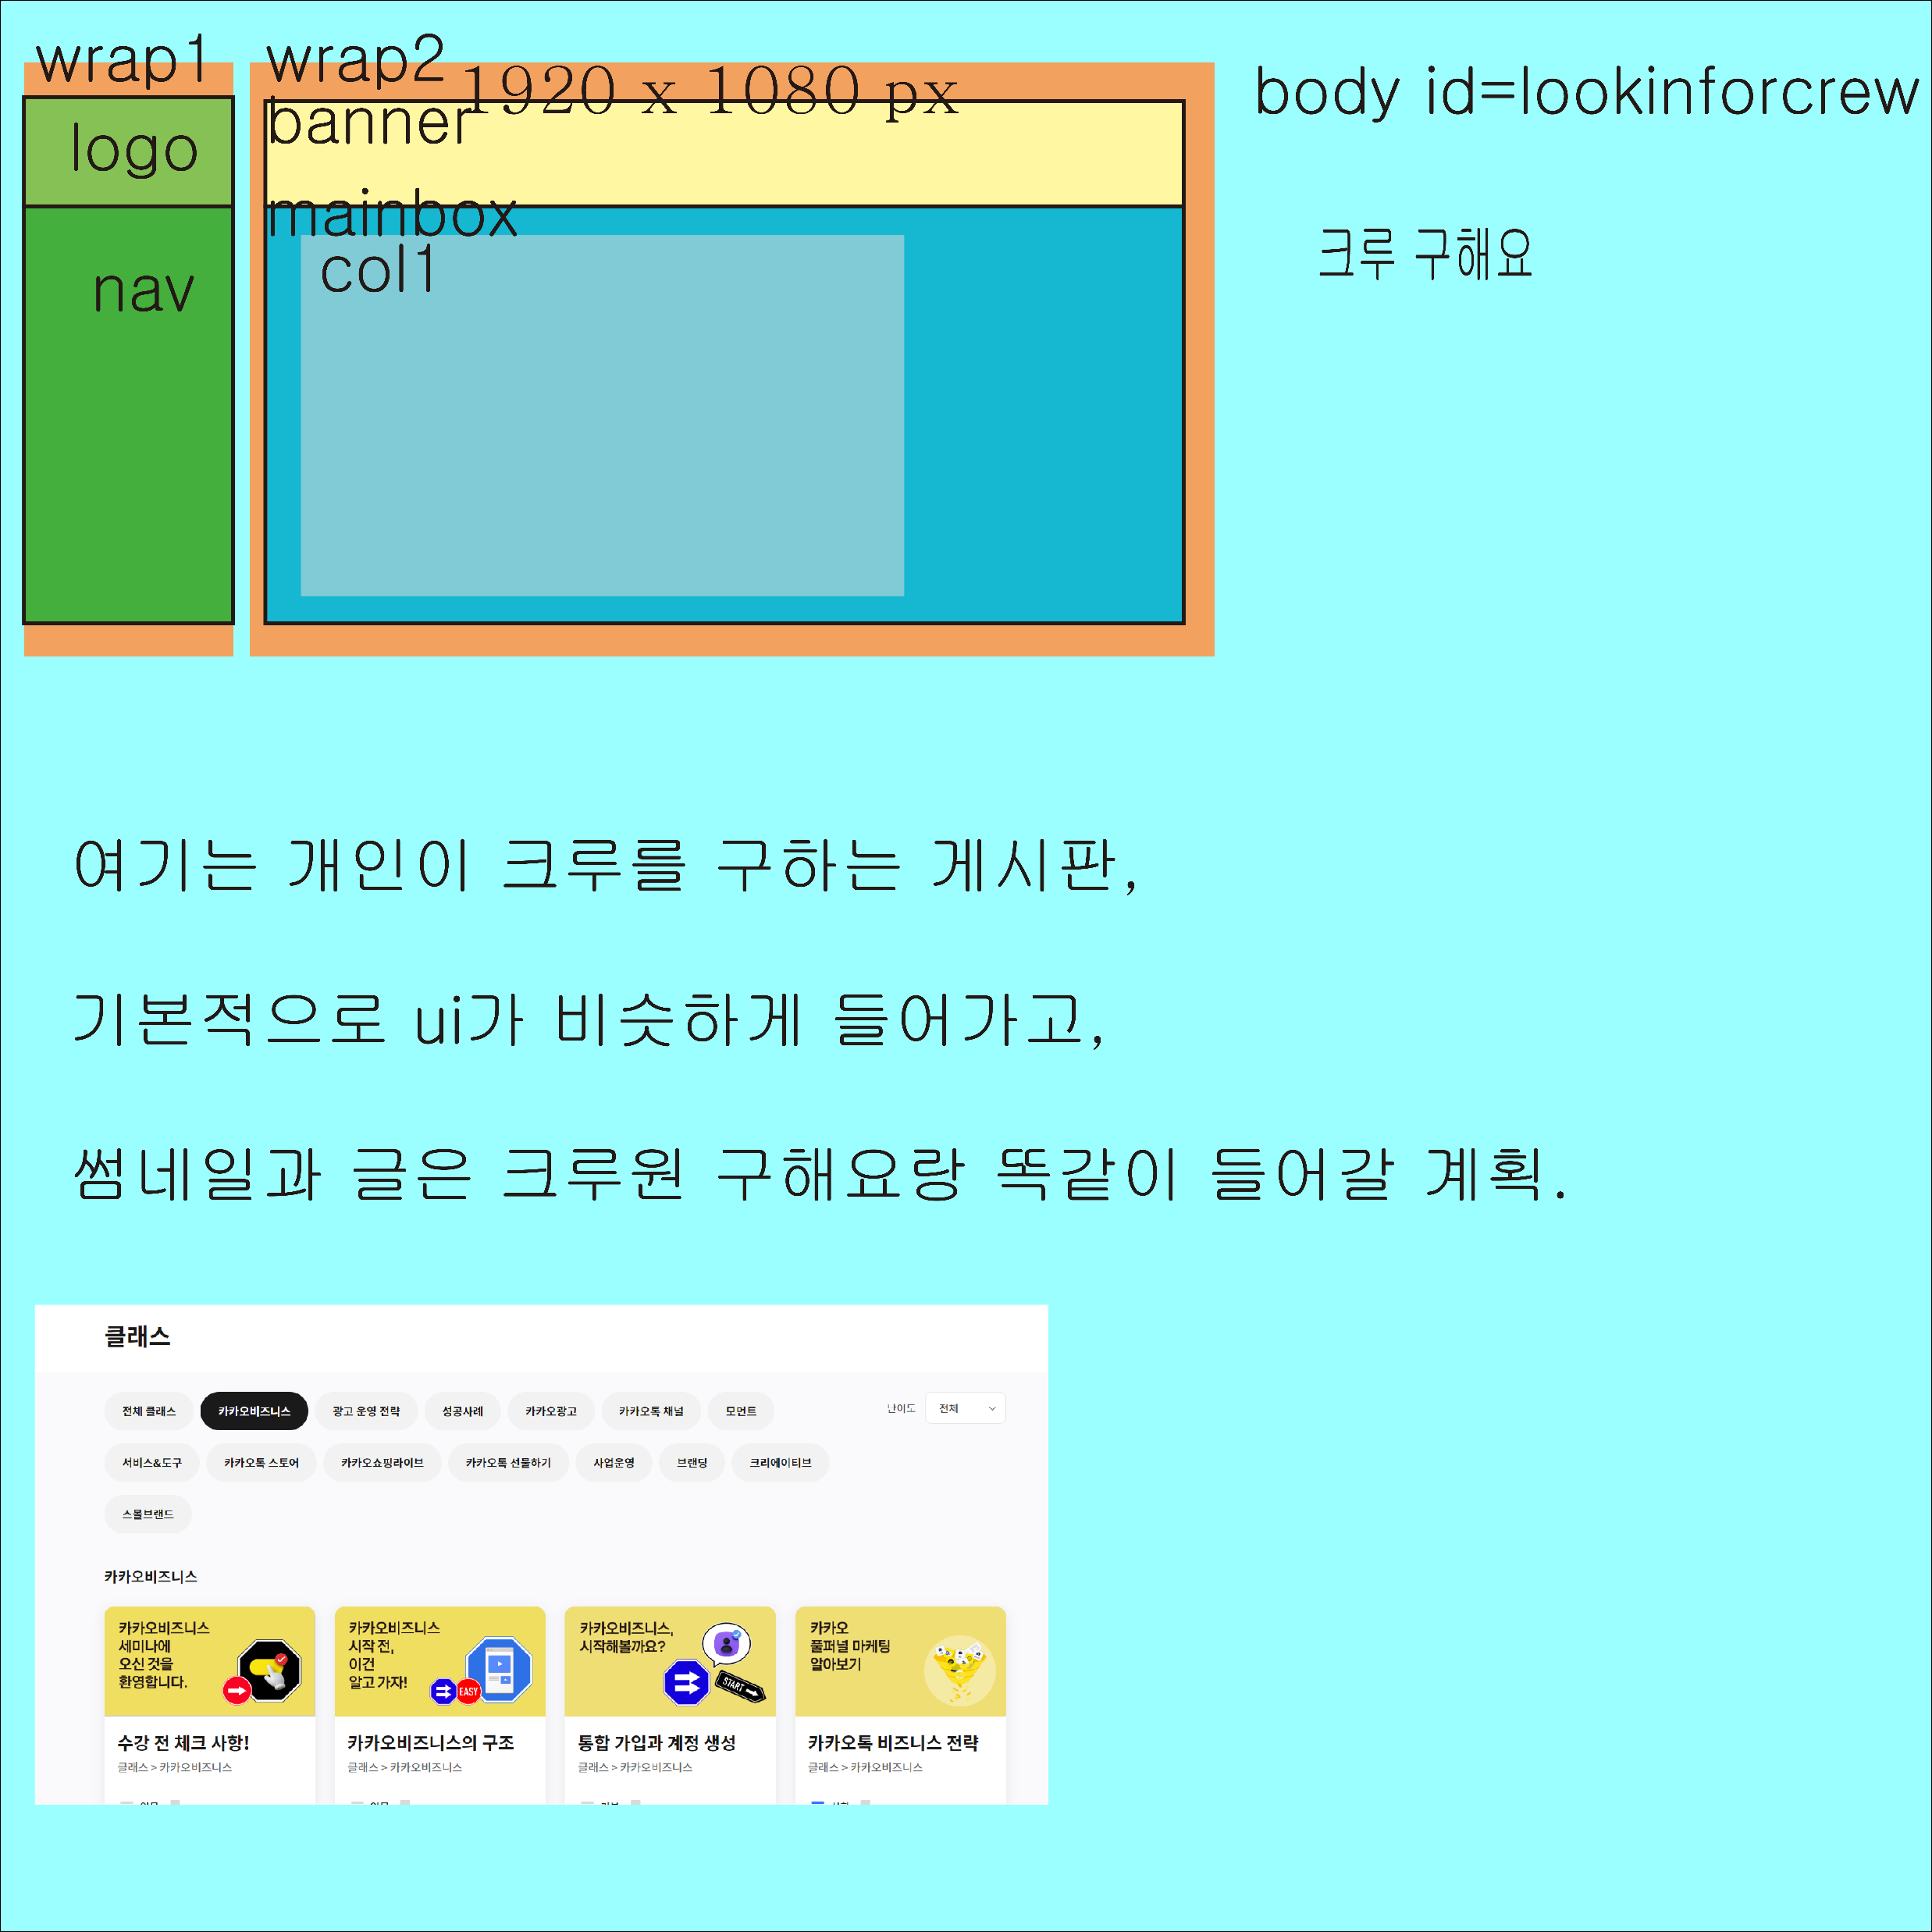 wrap1
wrap2
1920 x 1080 px
body id=lookinforcrew
logo
banner
mainbox
col1
nav
크루 구해요
여기는 개인이 크루를 구하는 게시판,
기본적으로 ui가 비슷하게 들어가고,
썸네일과 글은 크루원 구해요랑 똑같이 들어갈 계획.
클래스
전체 클래스 카카오비즈니스 광고 운영 전략 성공사례 카카오광고 카카오톡 채널 모먼트 난이도 전체
서비스&도구 카카오톡 스토어 카카오쇼핑라이브 카카오톡 선물하기 사업운영 브랜딩 크리에이티브
스몰브랜드
카카오비즈니스
카카오비즈니스
세미나에
오신 것을
환영합니다.
카카오비즈니스
시작 전,
이건
알고 가자!
EASY
카카오비즈니스,
시작해볼까요?
START
카카오
풀퍼널 마케팅
알아보기
수강 전 체크 사항!
클래스 > 카카오비즈니스
카카오비즈니스의 구조
클래스 > 카카오비즈니스
통합 가입과 계정 생성
클래스 > 카카오비즈니스
카카오톡 비즈니스 전략
클래스 > 카카오비즈니스